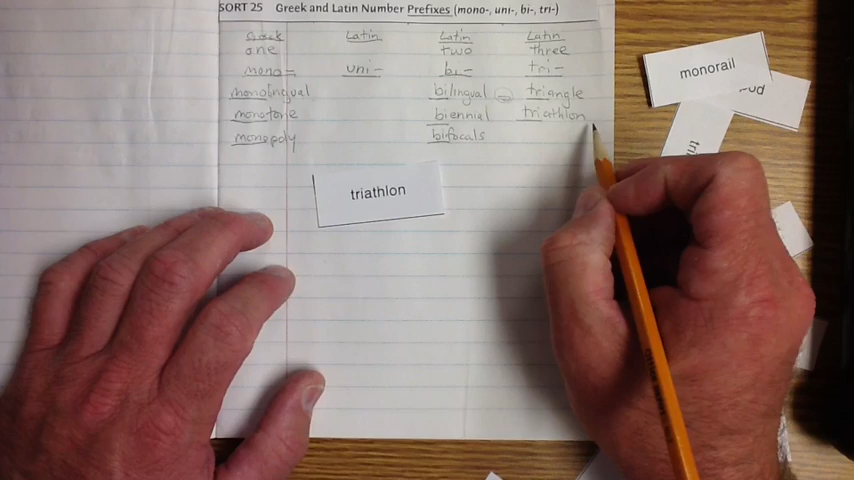 SORT 25 Greek and Latin Number Prefixes (mono-, uni-, bi-, tri-)
Greek Latin Latin Latin
one two three
mono- uni- bi- tri-
monolingual bilingual triangle
monotone biennial triathlon
monopoly bifocals
triathlon
monorail
tri